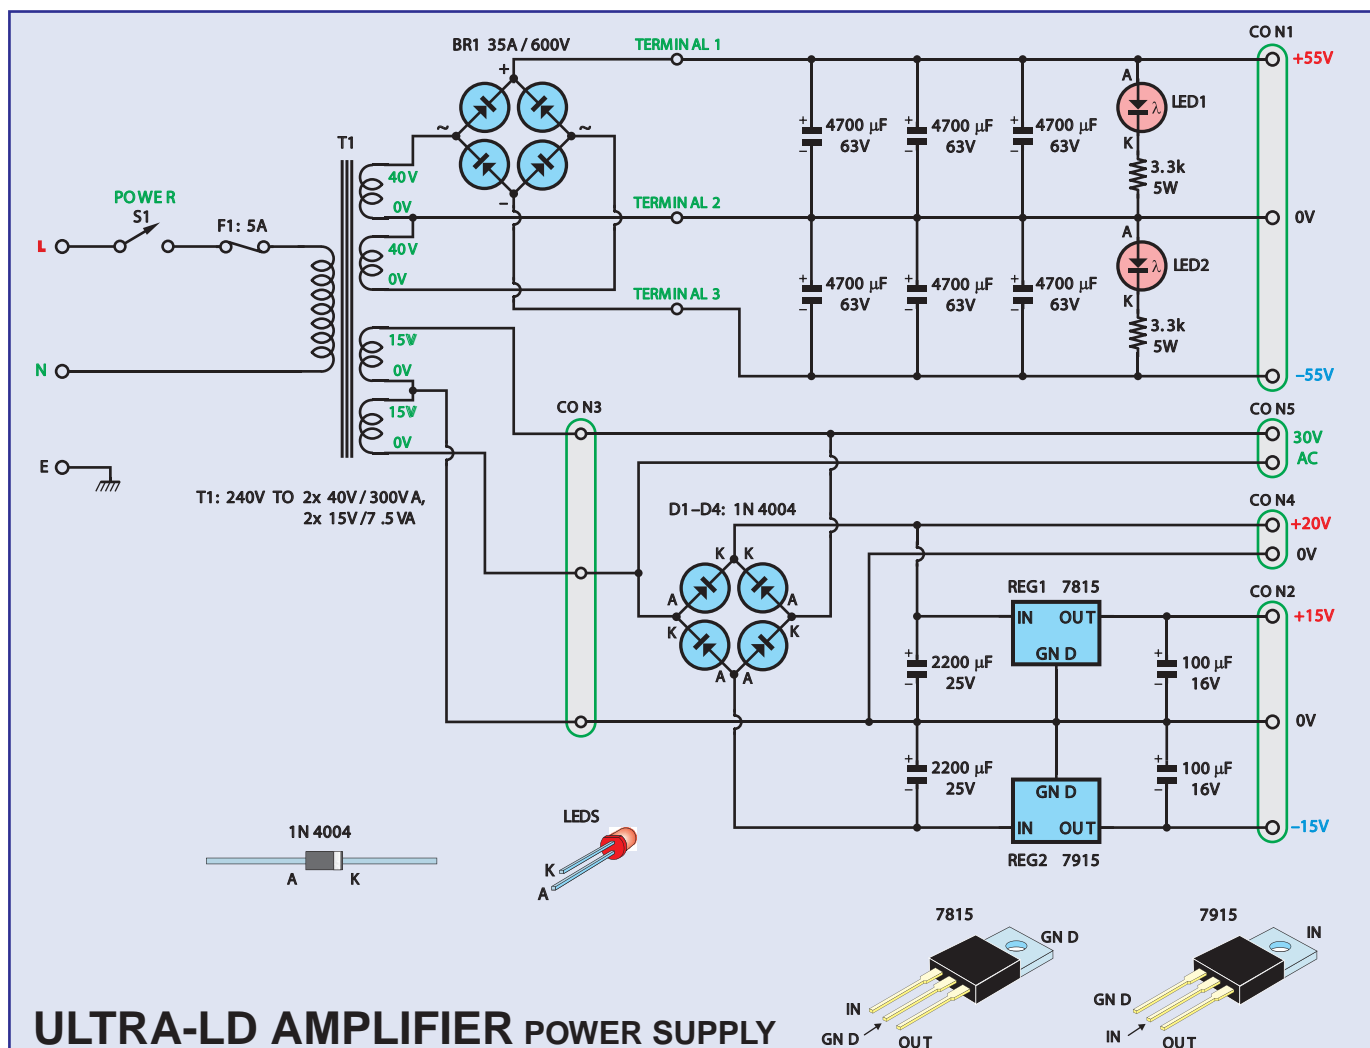 BR1 35A / 600V
TERMINAL 1
CON1
+55V
+
~
~
–
T1
40V
0V
40V
0V
POWER
S1
F1: 5A
L
N
E
TERMINAL 2
TERMINAL 3
+
4700 µF
63V
–
+
4700 µF
63V
–
+
4700 µF
63V
–
A
LED1
λ
K
3.3k
5W
0V
+
4700 µF
63V
–
+
4700 µF
63V
–
+
4700 µF
63V
–
A
LED2
λ
K
3.3k
5W
–55V
15V
0V
15V
0V
CON3
CON5
30V
AC
T1: 240V TO 2x 40V / 300VA,
2x 15V / 7.5VA
D1–D4: 1N4004
K K
A A
K K
A A
CON4
+20V
0V
CON2
+15V
REG1 7815
IN OUT
GND
+
2200 µF
25V
–
+
100 µF
16V
–
0V
+
2200 µF
25V
–
+
100 µF
16V
–
GND
IN OUT
REG2 7915
–15V
1N4004
A K
LEDS
K
A
7815
GND
IN
GND
OUT
7915
IN
GND
IN
OUT
ULTRA-LD AMPLIFIER POWER SUPPLY